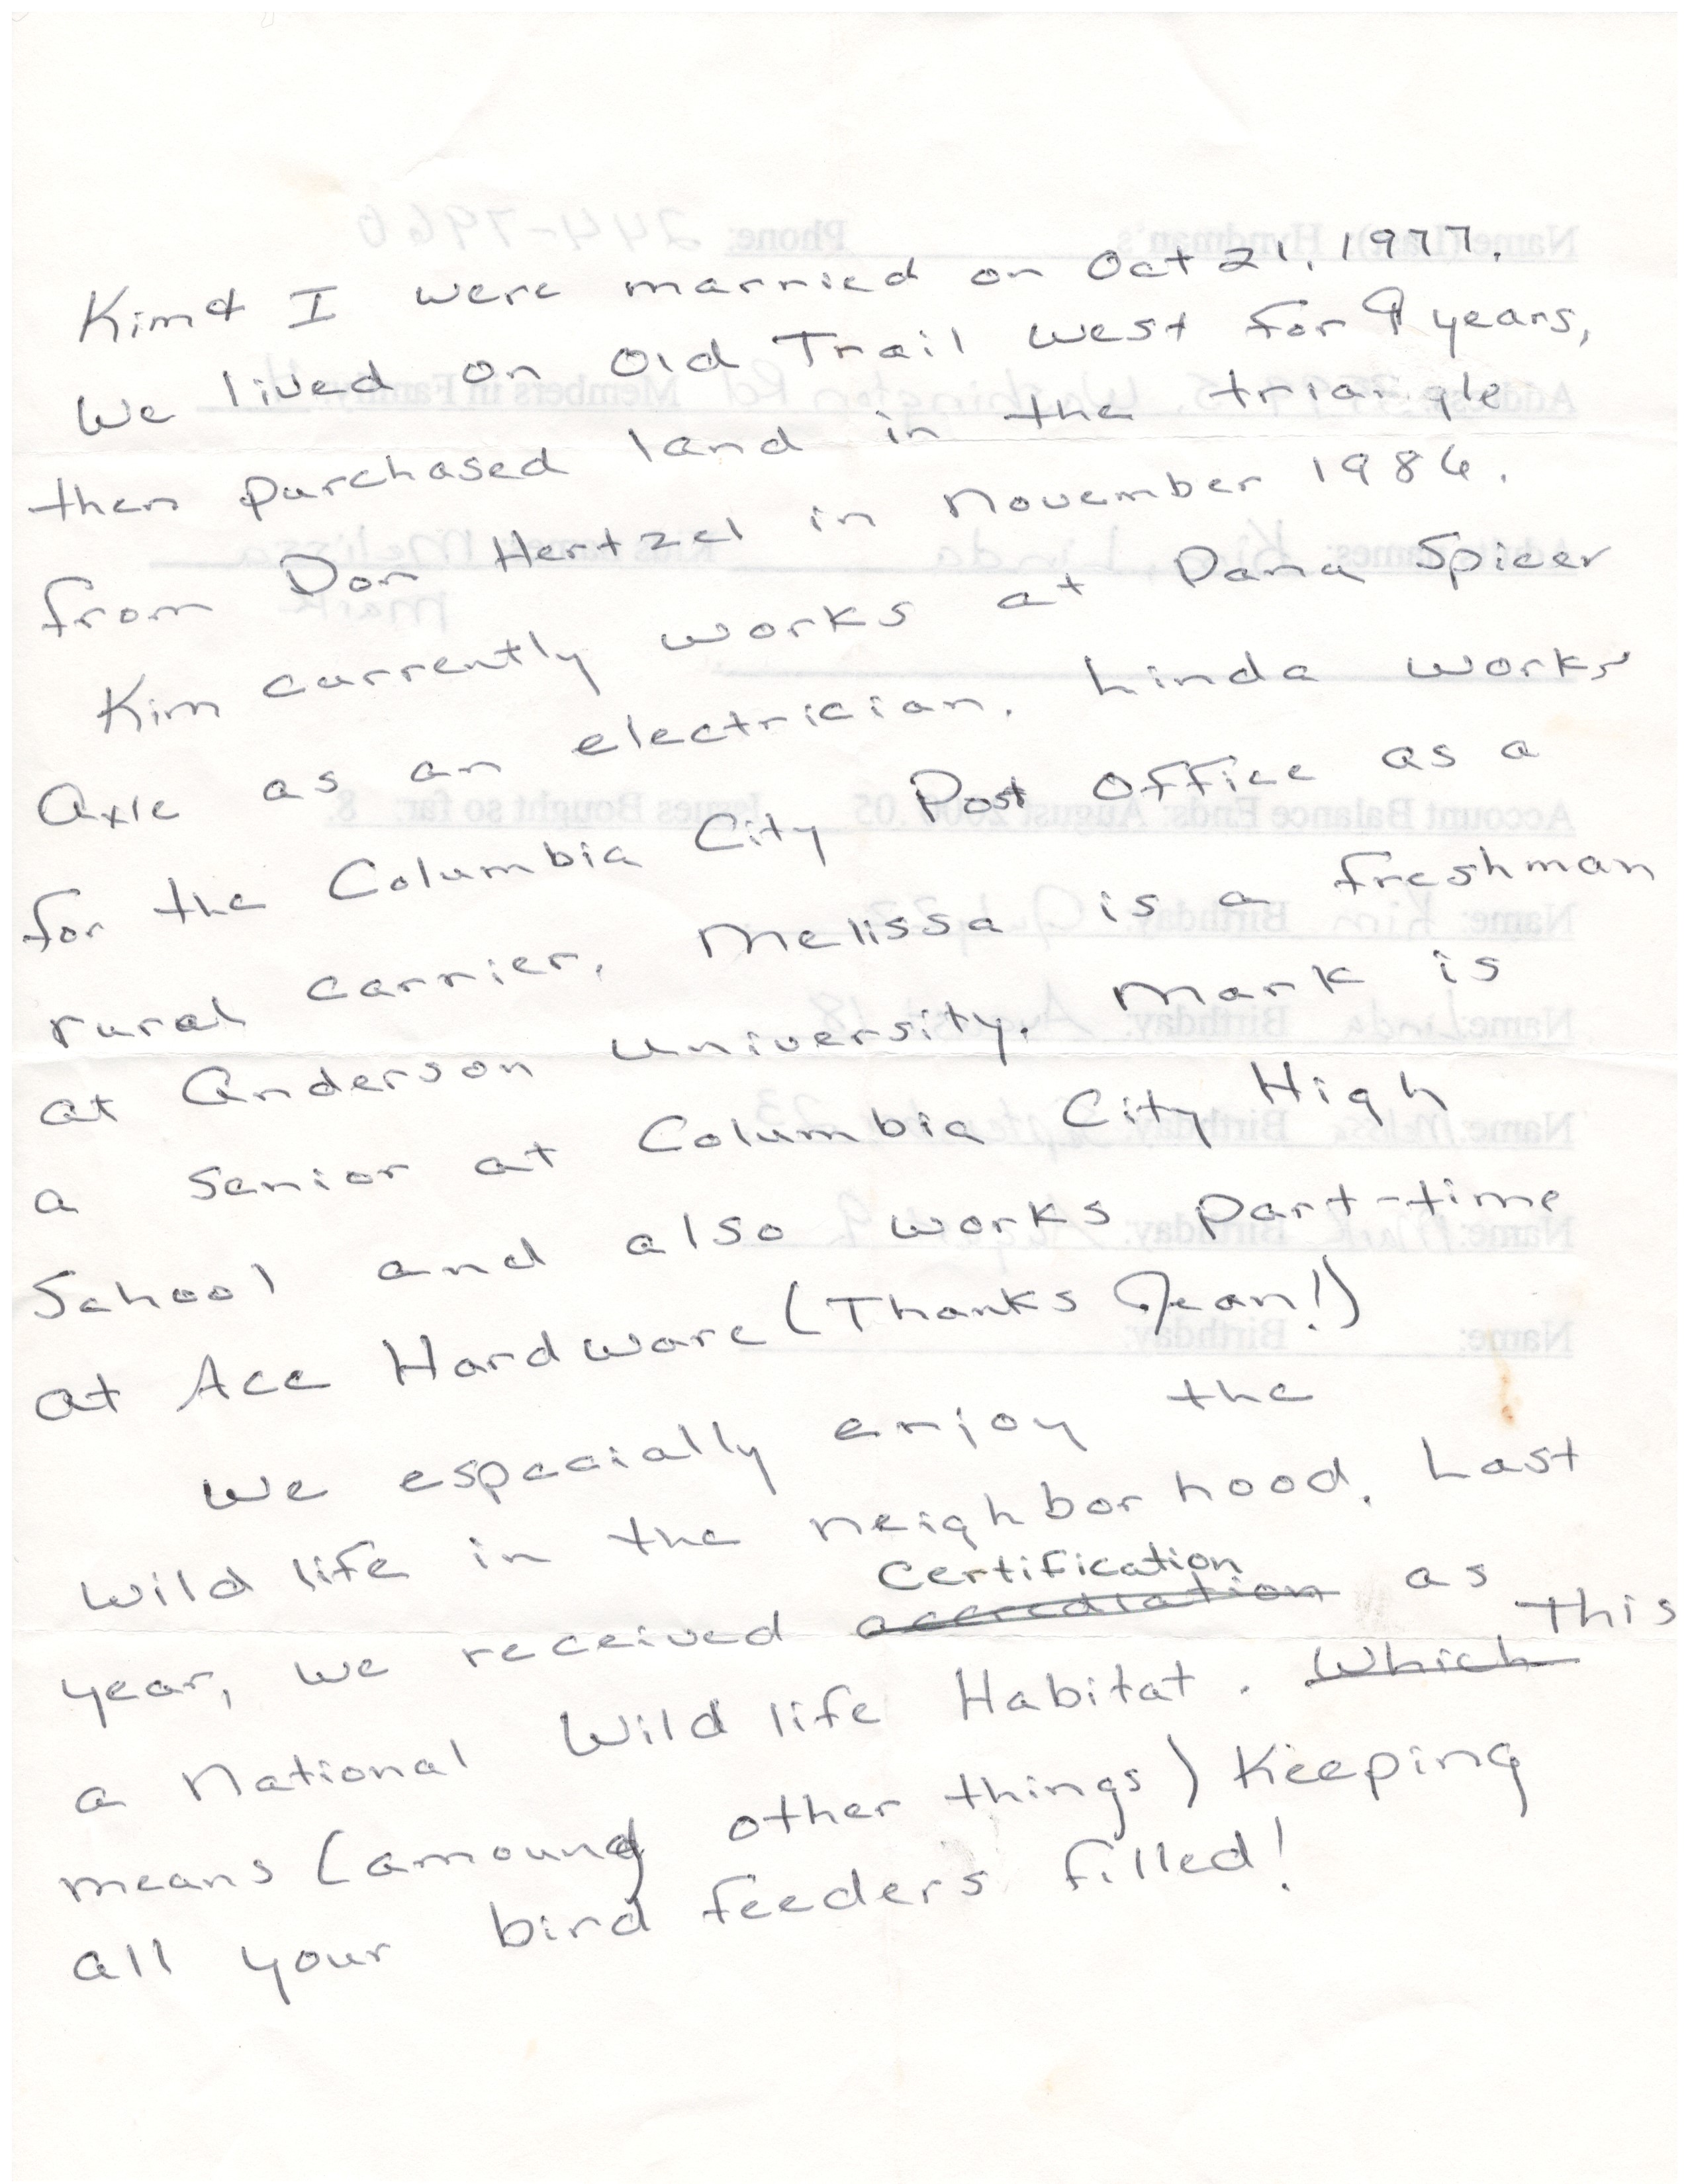 Kim & I were married on Oct 21, 1977.
We lived on Old Trail West for 9 years,
then purchased land in the triangle
from Don Hertzel in November 1986.
Kim currently works at Dana Spicer
Axle as an electrician. Linda works
for the Columbia City Post Office as a
rural carrier. Melissa is a freshman
at Anderson University. Mark is
a Senior at Columbia City High
School and also works part-time
at Ace Hardware (Thanks Jean!)
We especially enjoy the
Wildlife in the neighborhood. Last
Certification
year, we received accrediation as
This
a National Wildlife Habitat. Which
means (amoung other things) Keeping
all your bird feeders filled!